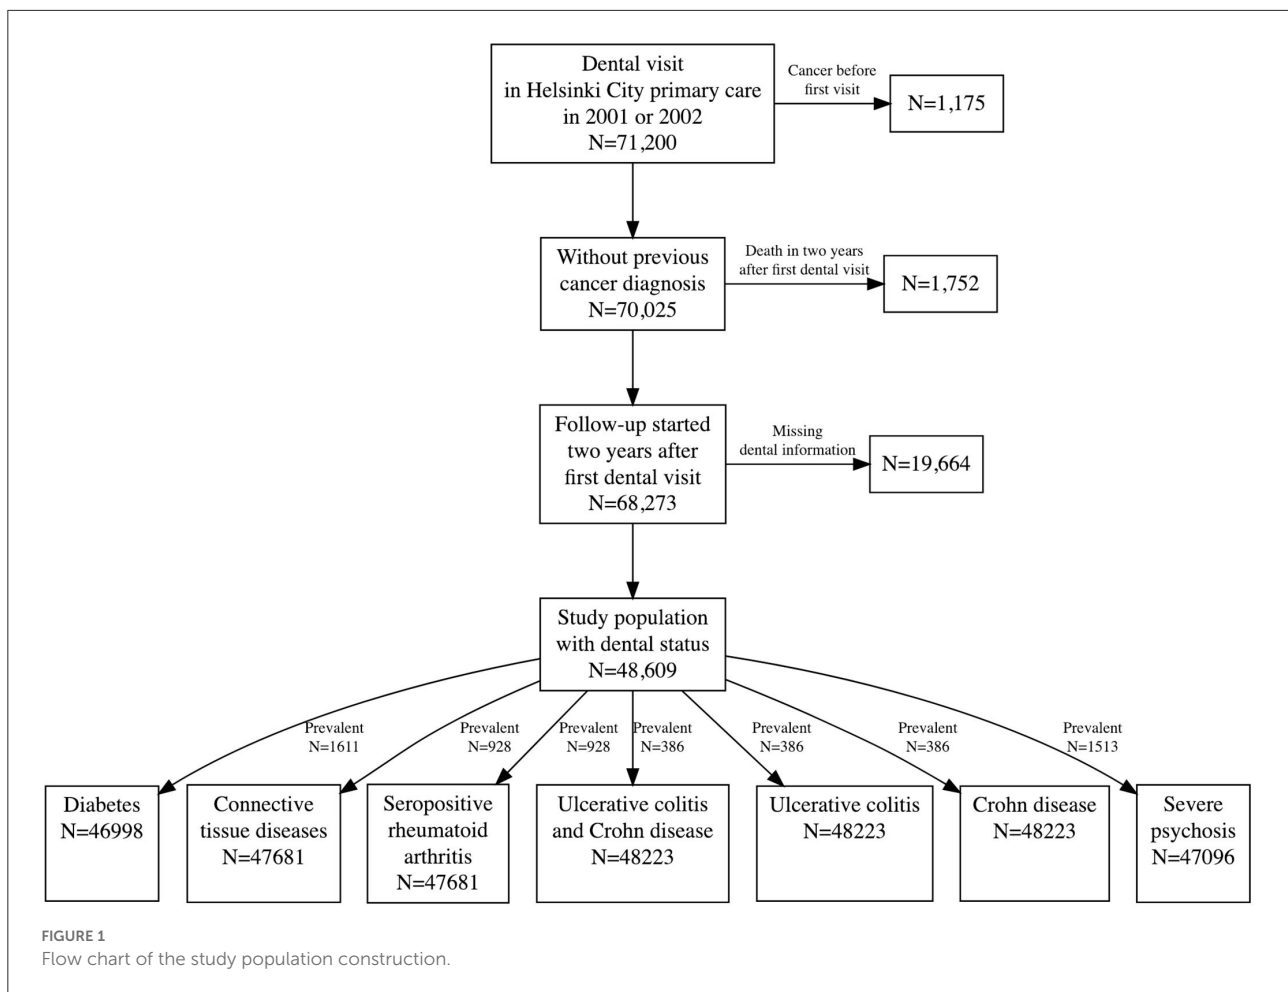 Dental visit
in Helsinki City primary care
in 2001 or 2002
N=71,200
Cancer before
first visit
N=1,175
Without previous
cancer diagnosis
N=70,025
Death in two years
after first dental visit
N=1,752
Follow-up started
two years after
first dental visit
N=68,273
Missing
dental information
N=19,664
Study population
with dental status
N=48,609
Prevalent
N=1611
Prevalent
N=928
Prevalent
N=928
Prevalent
N=386
Prevalent
N=386
Prevalent
N=386
Prevalent
N=1513
Diabetes
N=46998
Connective
tissue diseases
N=47681
Seropositive
rheumatoid
arthritis
N=47681
Ulcerative colitis
and Crohn disease
N=48223
Ulcerative colitis
N=48223
Crohn disease
N=48223
Severe
psychosis
N=47096
FIGURE 1
Flow chart of the study population construction.